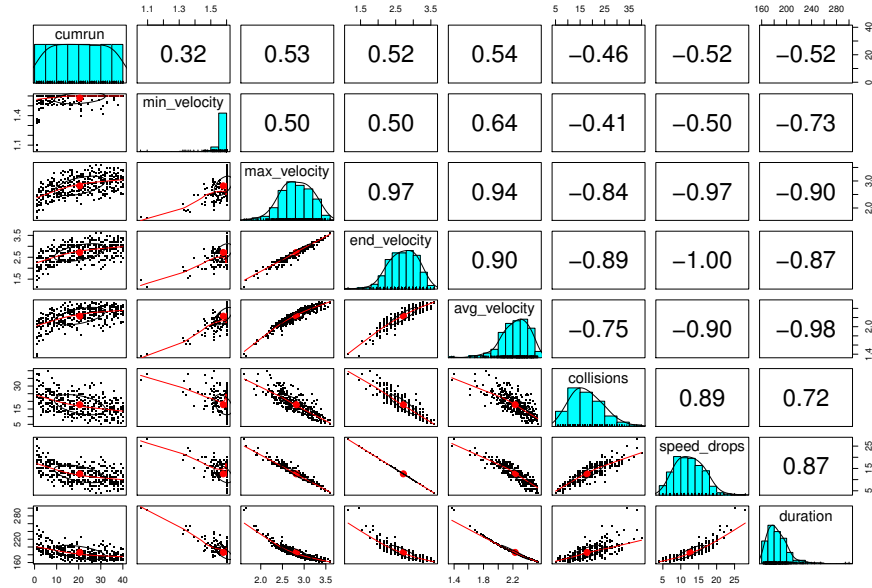 1.1 1.3 1.5 1.5 2.5 3.5 5 15 25 35 160 200 240 280
cumrun 0.32 0.53 0.52 0.54 −0.46 −0.52 −0.52 0 10 20 30 40
1.1 1.4 min_velocity 0.50 0.50 0.64 −0.41 −0.50 −0.73
max_velocity 0.97 0.94 −0.84 −0.97 −0.90 2.0 3.0
1.5 2.5 3.5 end_velocity 0.90 −0.89 −1.00 −0.87
avg_velocity −0.75 −0.90 −0.98 1.4 2.0
5 15 30 collisions 0.89 0.72
speed_drops 0.87 5 15 25
160 220 280 duration
0 10 20 30 40 2.0 2.5 3.0 3.5 1.4 1.8 2.2 5 10 15 20 25